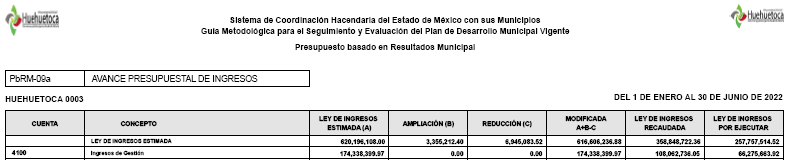 Huehuetoca
Sistema de Coordinación Hacendaria del Estado de México con sus Municipios
Huehuetoca
Guía Metodológica para el Seguimiento y Evaluación del Plan de Desarrollo Municipal Vigente
Presupuesto basado en Resultados Municipal
PbRM-09a AVANCE PRESUPUESTAL DE INGRESOS
HUEHUETOCA 0003 DEL 1 DE ENERO AL 30 DE JUNIO DE 2022
CUENTA CONCEPTO LEY DE INGRESOS ESTIMADA (A) AMPLIACIÓN (B) REDUCCIÓN (C) MODIFICADA A+B-C LEY DE INGRESOS RECAUDADA LEY DE INGRESOS POR EJECUTAR
LEY DE INGRESOS ESTIMADA 620,196,108.00 3,355,212.40 6,945,083.52 616,606,236.88 358,848,722.36 257,757,514.52
4100 Ingresos de Gestión 174,338,399.97 0.00 0.00 174,338,399.97 108,062,736.05 66,275,663.92